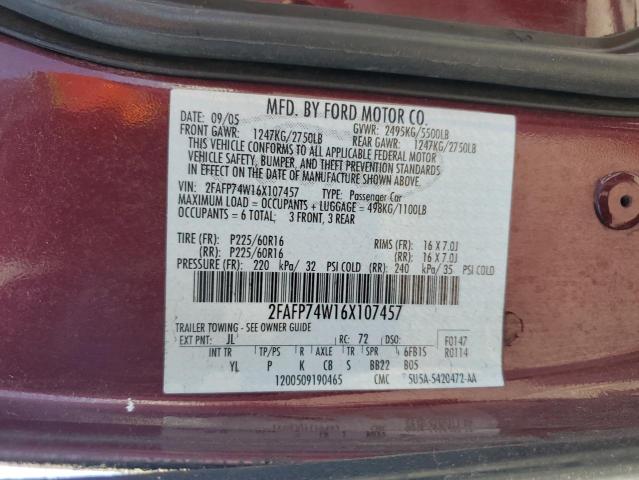 MFD. BY FORD MOTOR CO.
DATE: 09/05 GVWR: 2495KG/5500LB
FRONT GAWR: 1247KG/2750LB REAR GAWR: 1247KG/2750LB
THIS VEHICLE CONFORMS TO ALL APPLICABLE FEDERAL MOTOR
VEHICLE SAFETY, BUMPER, AND THEFT PREVENTION STANDARDS
IN EFFECT ON THE DATE OF MANUFACTURE SHOWN ABOVE.
VIN: 2FAFP74W16X107457 TYPE: Passenger Car
MAXIMUM LOAD = OCCUPANTS + LUGGAGE = 498KG/1100LB
OCCUPANTS = 6 TOTAL; 3 FRONT, 3 REAR
TIRE (FR): P225/60R16 RIMS (FR): 16 X 7.0J
(RR): P225/60R16 (RR): 16 X 7.0J
PRESSURE (FR): 220 kPa/ 32 PSI COLD (RR): 240 kPa/ 35 PSI COLD
2FAFP74W16X107457
TRAILER TOWING - SEE OWNER GUIDE
EXT PNT: JL RC: 72 DSO: F0147
INT TR TP/PS R AXLE TR SPR 6FB1S R0114
YL P K CB S BB22 B05
1200509190465 CMC 5U5A-5420472-AA